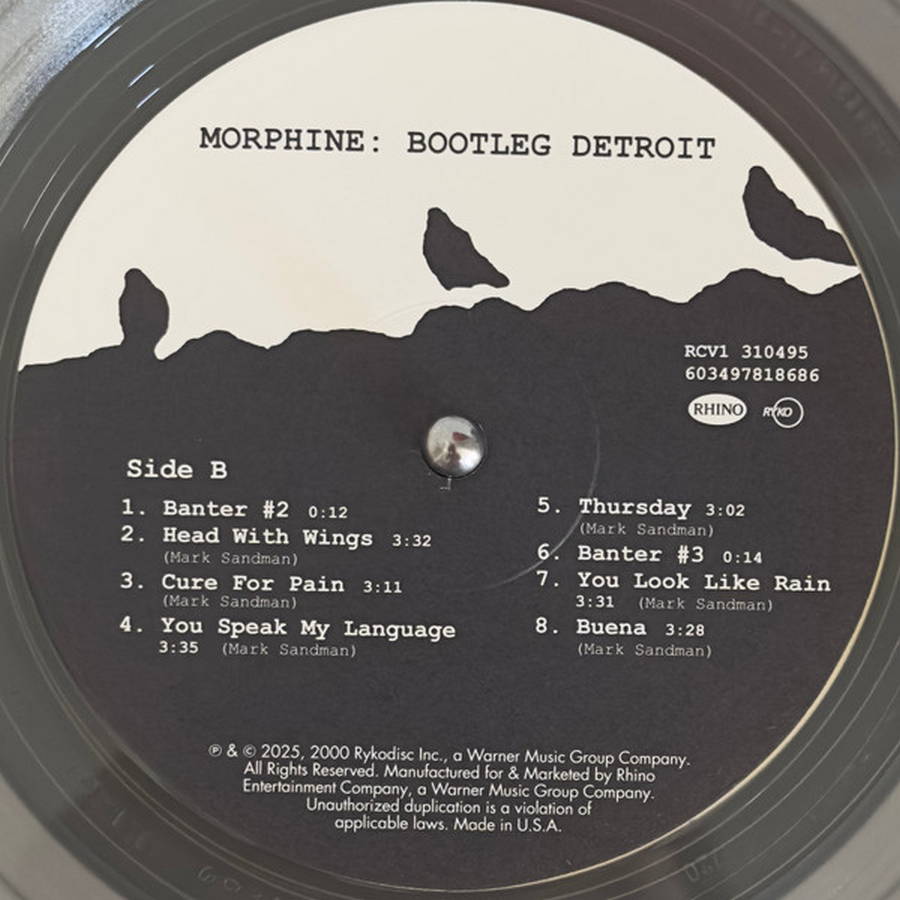 MORPHINE: BOOTLEG DETROIT
RCV1 310495
603497818686
RHINO RYKO
Side B
1. Banter #2 0:12
2. Head With Wings 3:32
(Mark Sandman)
3. Cure For Pain 3:11
(Mark Sandman)
4. You Speak My Language
3:35 (Mark Sandman)
5. Thursday 3:02
(Mark Sandman)
6. Banter #3 0:14
7. You Look Like Rain
3:31 (Mark Sandman)
8. Buena 3:28
(Mark Sandman)
℗ & © 2025, 2000 Rykodisc Inc., a Warner Music Group Company.
All Rights Reserved. Manufactured for & Marketed by Rhino
Entertainment Company, a Warner Music Group Company.
Unauthorized duplication is a violation of
applicable laws. Made in U.S.A.